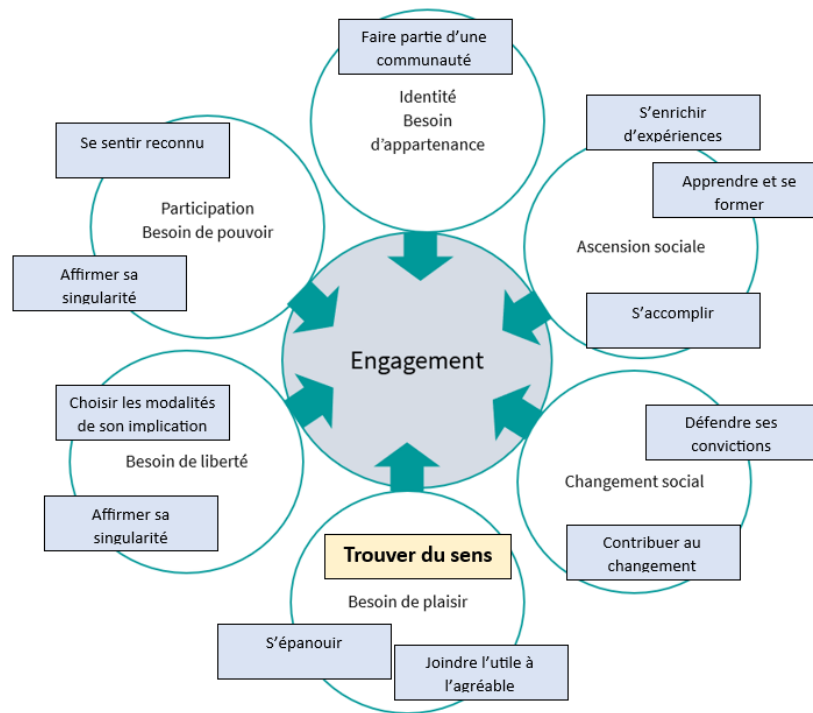 Faire partie d'une
communauté
Identité
Besoin
d'appartenance
S'enrichir
d'expériences
Apprendre et se
former
Ascension sociale
S'accomplir
Se sentir reconnu
Participation
Besoin de pouvoir
Affirmer sa
singularité
Engagement
Choisir les modalités
de son implication
Besoin de liberté
Affirmer sa
singularité
Défendre ses
convictions
Changement social
Contribuer au
changement
Trouver du sens
Besoin de plaisir
S'épanouir
Joindre l'utile à
l'agréable